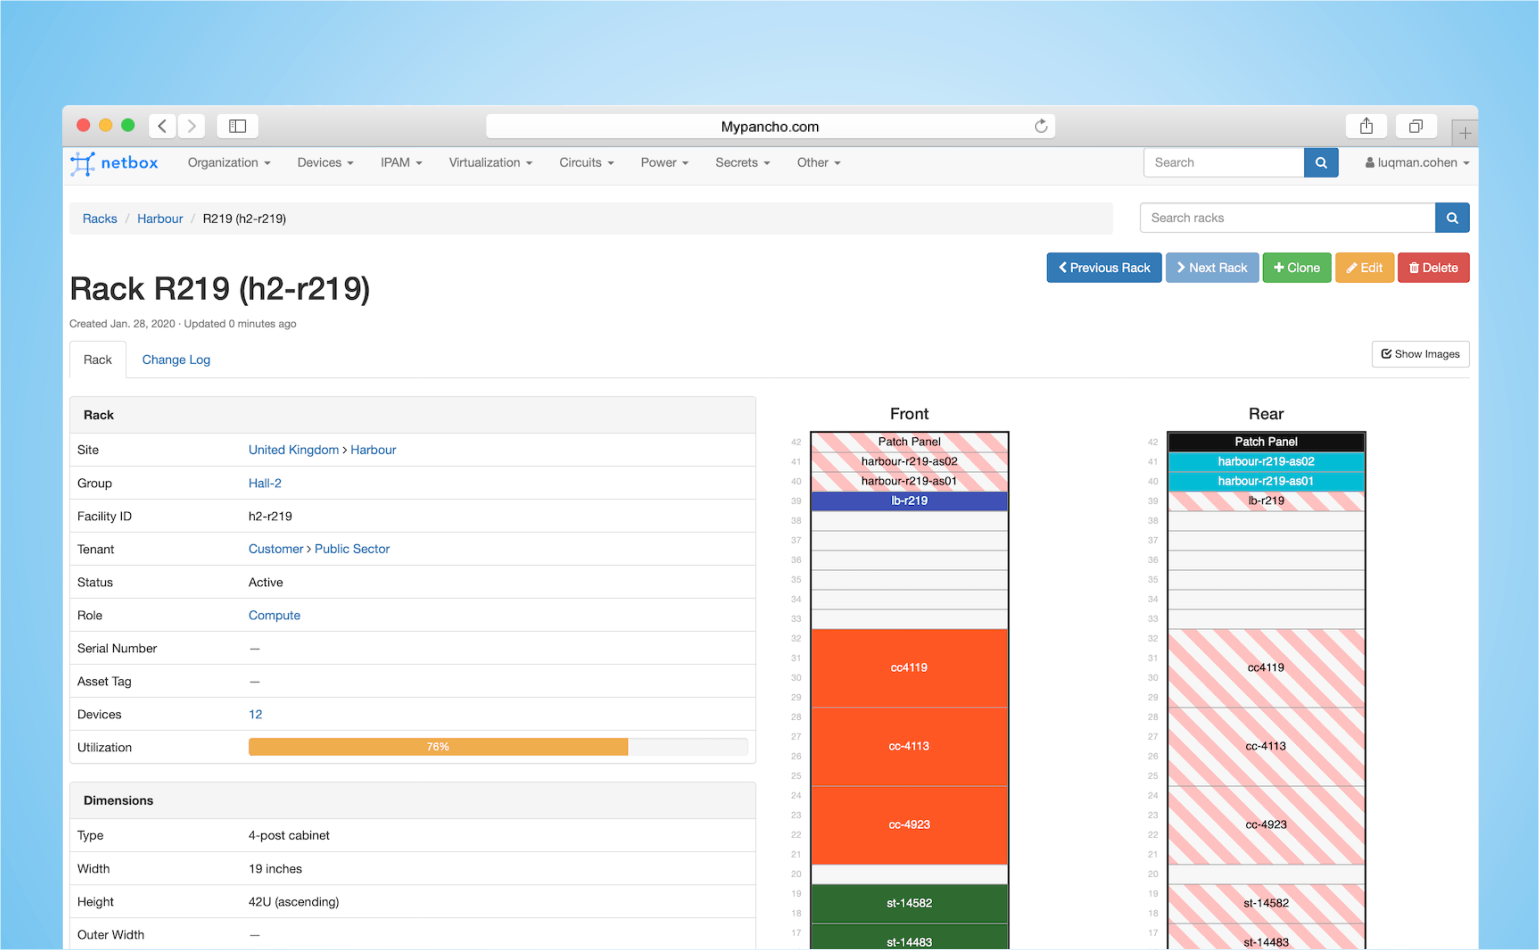 Mypancho.com
netbox Organization Devices IPAM Virtualization Circuits Power Secrets Other Search luqman.cohen
Racks / Harbour / R219 (h2-r219) Search racks
Previous Rack Next Rack Clone Edit Delete
Rack R219 (h2-r219)
Created Jan. 28, 2020 · Updated 0 minutes ago
Rack Change Log Show Images
Rack
Site United Kingdom > Harbour
Group Hall-2
Facility ID h2-r219
Tenant Customer > Public Sector
Status Active
Role Compute
Serial Number —
Asset Tag —
Devices 12
Utilization 76%
Dimensions
Type 4-post cabinet
Width 19 inches
Height 42U (ascending)
Outer Width —
Front
42 Patch Panel
41 harbour-r219-as02
40 harbour-r219-as01
39 lb-r219
38
37
36
35
34
33
32
31
cc4119
30
29
28
27
cc-4113
26
25
24
23
cc-4923
22
21
20
19
st-14582
18
17
st-14483
Rear
42 Patch Panel
41 harbour-r219-as02
40 harbour-r219-as01
39 lb-r219
38
37
36
35
34
33
32
31
cc4119
30
29
28
27
cc-4113
26
25
24
23
cc-4923
22
21
20
19
st-14582
18
17
st-14483